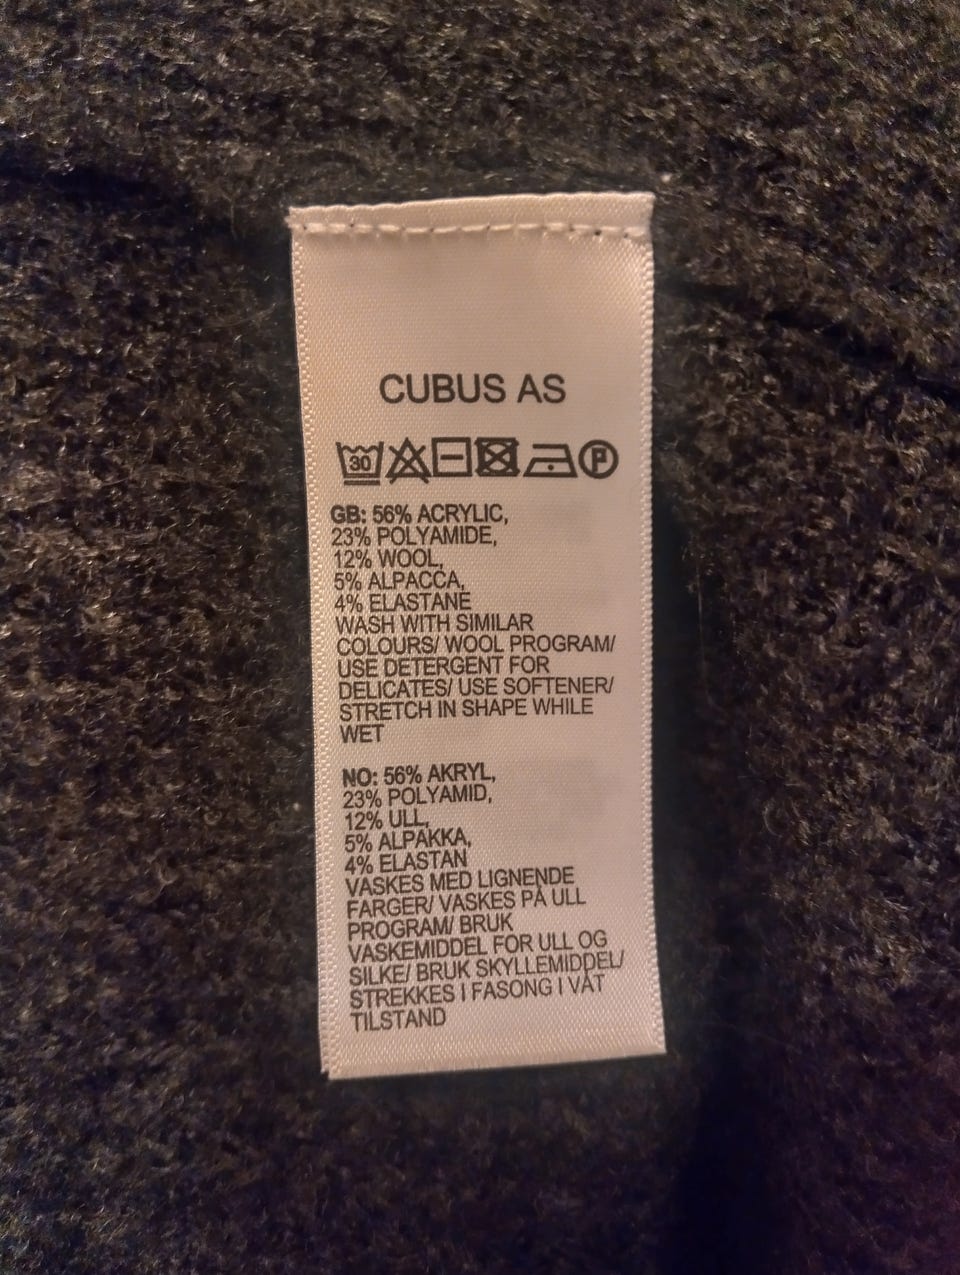 CUBUS AS
30 P
GB: 56% ACRYLIC,
23% POLYAMIDE,
12% WOOL,
5% ALPACCA,
4% ELASTANE
WASH WITH SIMILAR
COLOURS/ WOOL PROGRAM/
USE DETERGENT FOR
DELICATES/ USE SOFTENER/
STRETCH IN SHAPE WHILE
WET
NO: 56% AKRYL,
23% POLYAMID,
12% ULL,
5% ALPAKKA,
4% ELASTAN
VASKES MED LIGNENDE
FARGER/ VASKES PÅ ULL
PROGRAM/ BRUK
VASKEMIDDEL FOR ULL OG
SILKE/ BRUK SKYLLEMIDDEL/
STREKKES I FASONG I VÅT
TILSTAND